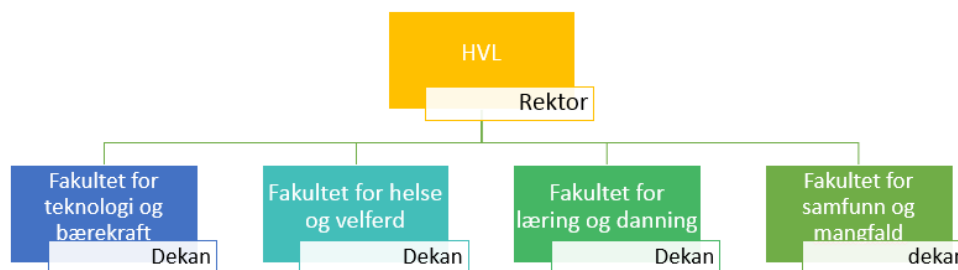 HVL
Rektor
Fakultet for
teknologi og
bærekraft
Dekan
Fakultet for helse
og velferd
Dekan
Fakultet for
læring og danning
Dekan
Fakultet for
samfunn og
mangfald
dekan